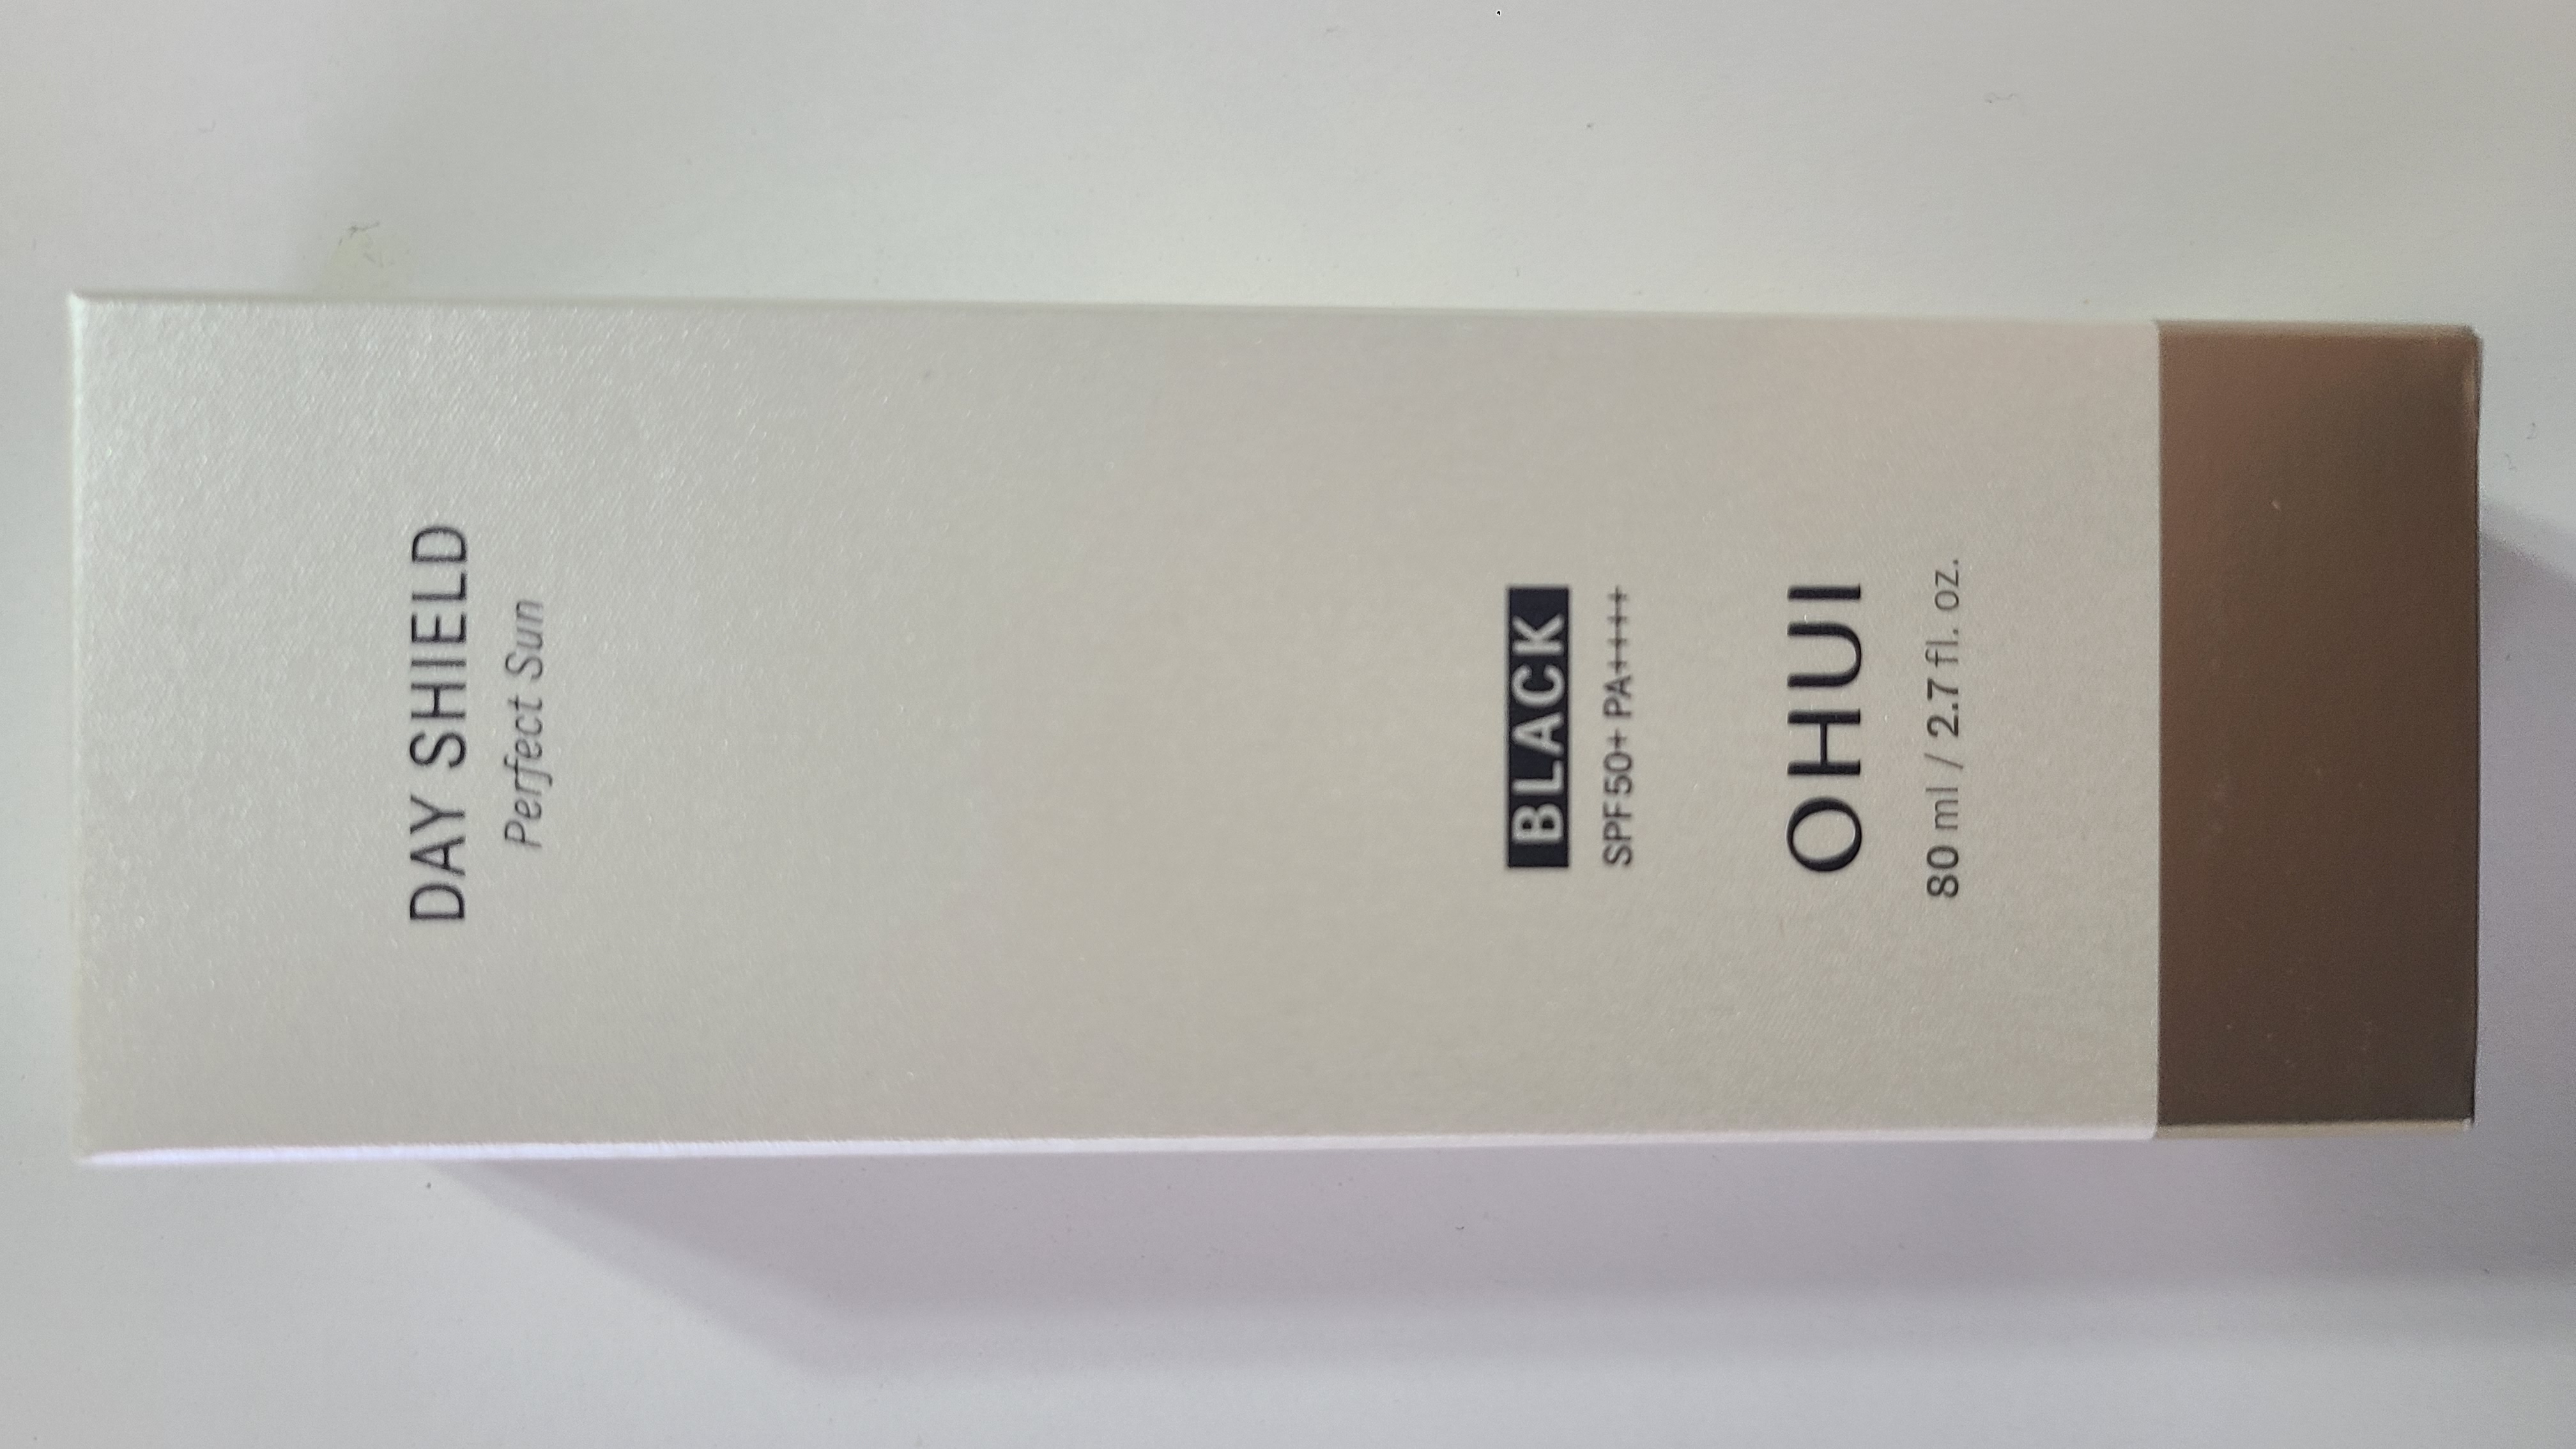 DAY SHIELD
Perfect Sun
BLACK
SPF50+ PA++++
OHUI
80 ml / 2.7 fl. oz.